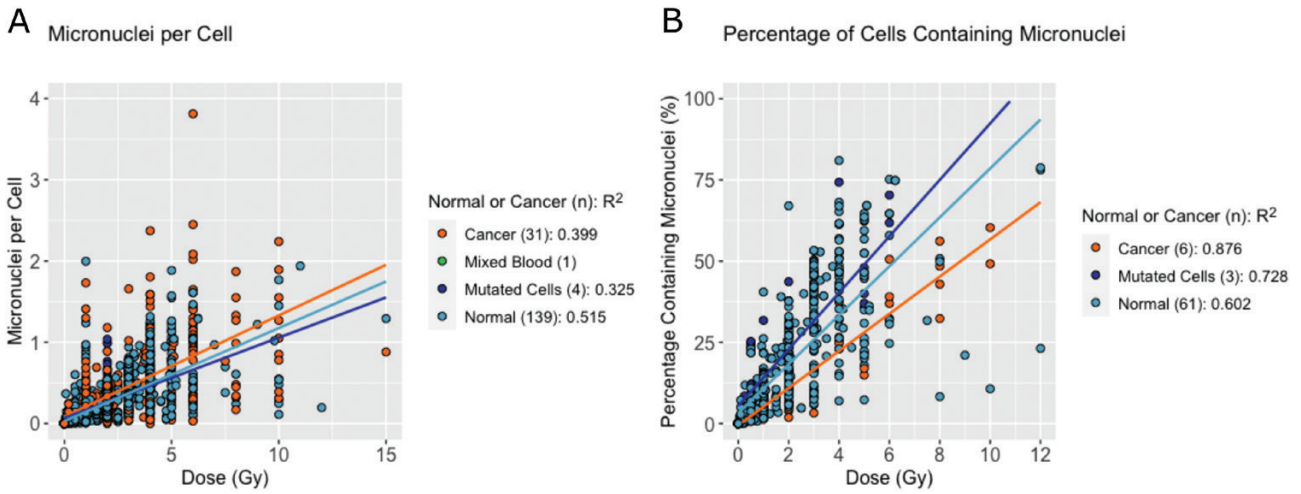 A
Micronuclei per Cell
Micronuclei per Cell
4
3
2
1
0
0 5 10 15
Dose (Gy)
Normal or Cancer (n): R²
Cancer (31): 0.399
Mixed Blood (1)
Mutated Cells (4): 0.325
Normal (139): 0.515
B
Percentage of Cells Containing Micronuclei
Percentage Containing Micronuclei (%)
100
75
50
25
0
0 2 4 6 8 10 12
Dose (Gy)
Normal or Cancer (n): R²
Cancer (6): 0.876
Mutated Cells (3): 0.728
Normal (61): 0.602